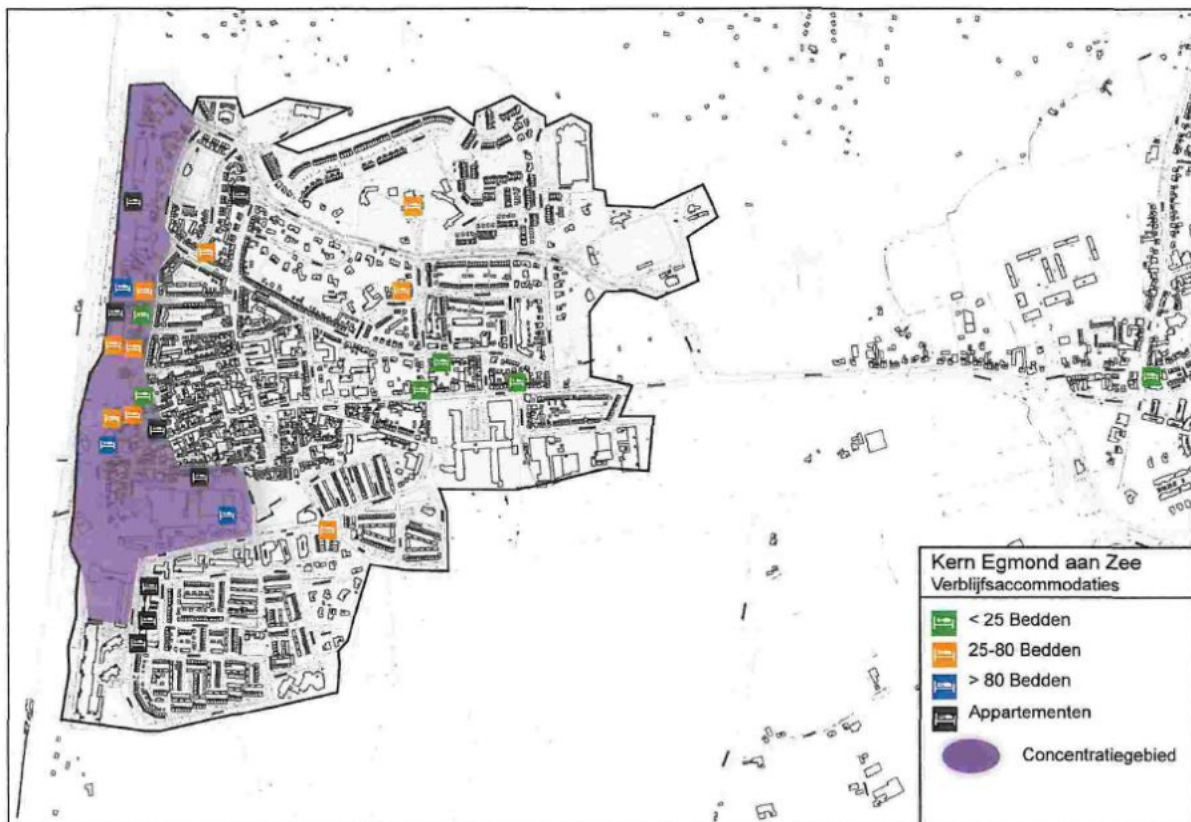 Kern Egmond aan Zee
Verblijfsaccommodaties
< 25 Bedden
25-80 Bedden
> 80 Bedden
Appartementen
Concentratiegebied